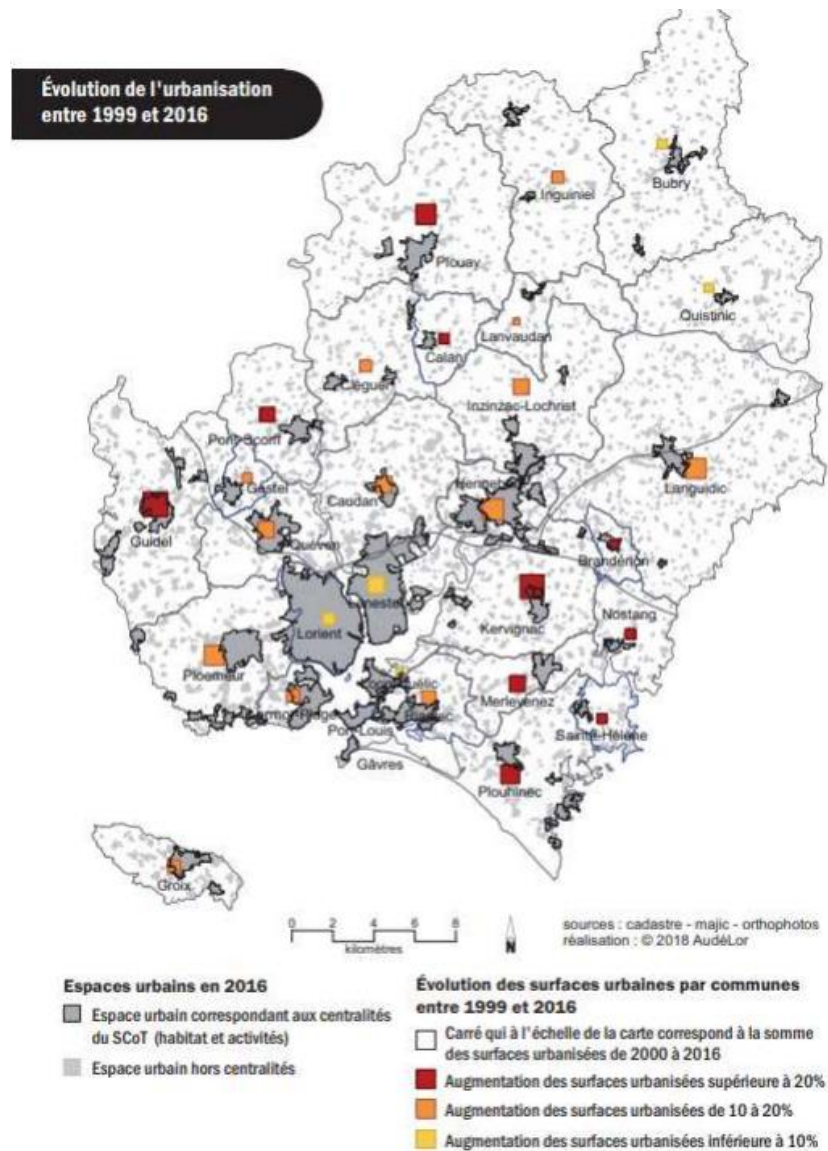 Évolution de l'urbanisation
entre 1999 et 2016
Inguiniel
Bubry
Plouay
Quistinic
Lanvaudan
Calan
Cléguer
Inzinzac-Lochrist
Pont-Scorff
Gestel
Caudan
Languidic
Guidel
Quéven
Brandérion
Lanester
Nostang
Lorient
Kervignac
Ploemeur
Merlevenez
Port-Louis
Sainte-Hélène
Gâvres
Plouhinec
Groix
0 2 4 6 8
kilomètres
N
sources : cadastre - majic - orthophotos
réalisation : © 2018 AudéLor
Espaces urbains en 2016
Espace urbain correspondant aux centralités
du SCoT (habitat et activités)
Espace urbain hors centralités
Évolution des surfaces urbaines par communes
entre 1999 et 2016
Carré qui à l'échelle de la carte correspond à la somme
des surfaces urbanisées de 2000 à 2016
Augmentation des surfaces urbanisées supérieure à 20%
Augmentation des surfaces urbanisées de 10 à 20%
Augmentation des surfaces urbanisées inférieure à 10%